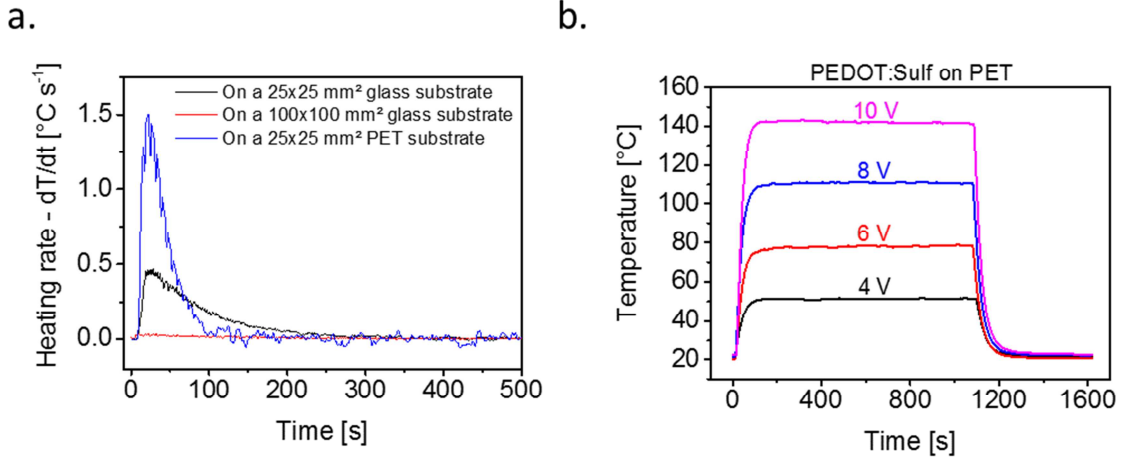 a.
Heating rate - dT/dt [°C s⁻¹]
1.5
1.0
0.5
0.0
On a 25x25 mm² glass substrate
On a 100x100 mm² glass substrate
On a 25x25 mm² PET substrate
0 100 200 300 400 500
Time [s]
b.
PEDOT:Sulf on PET
Temperature [°C]
160
140
120
100
80
60
40
20
10 V
8 V
6 V
4 V
0 400 800 1200 1600
Time [s]